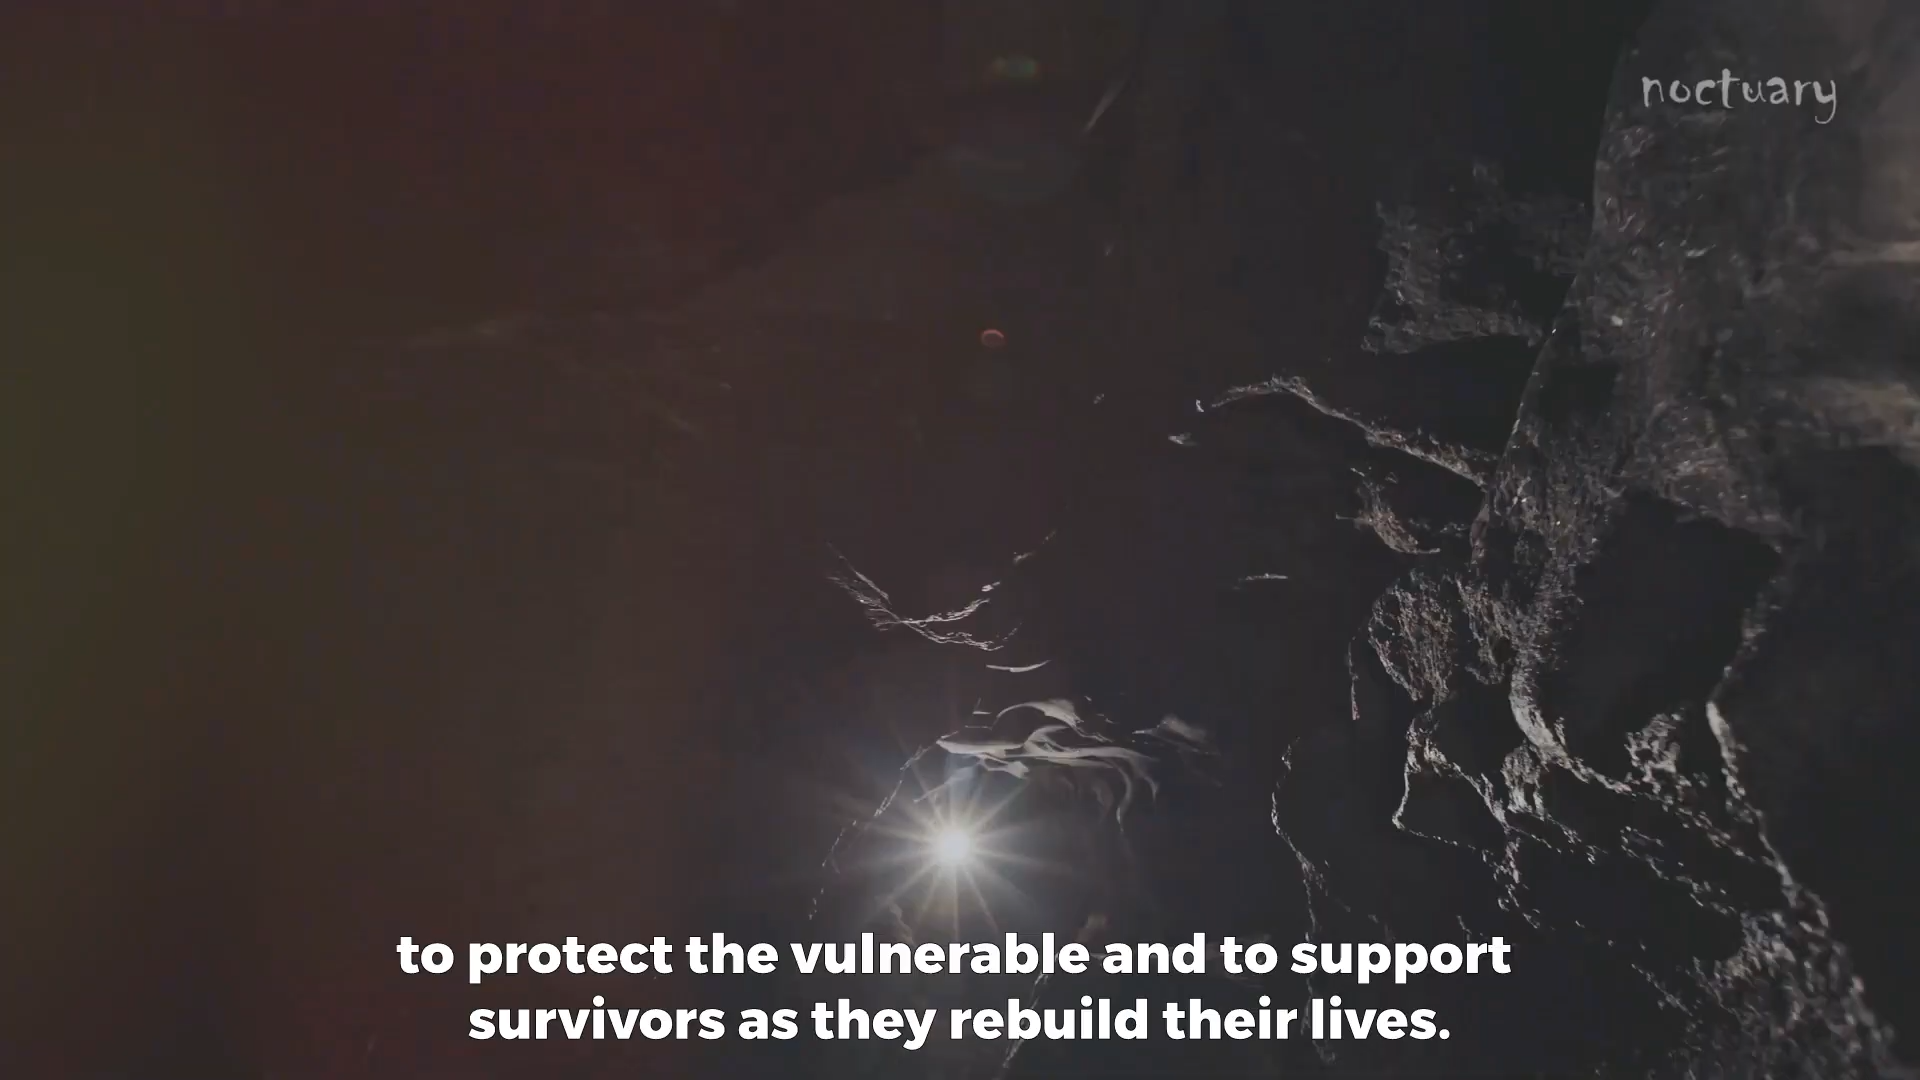 noctuary
to protect the vulnerable and to support
survivors as they rebuild their lives.